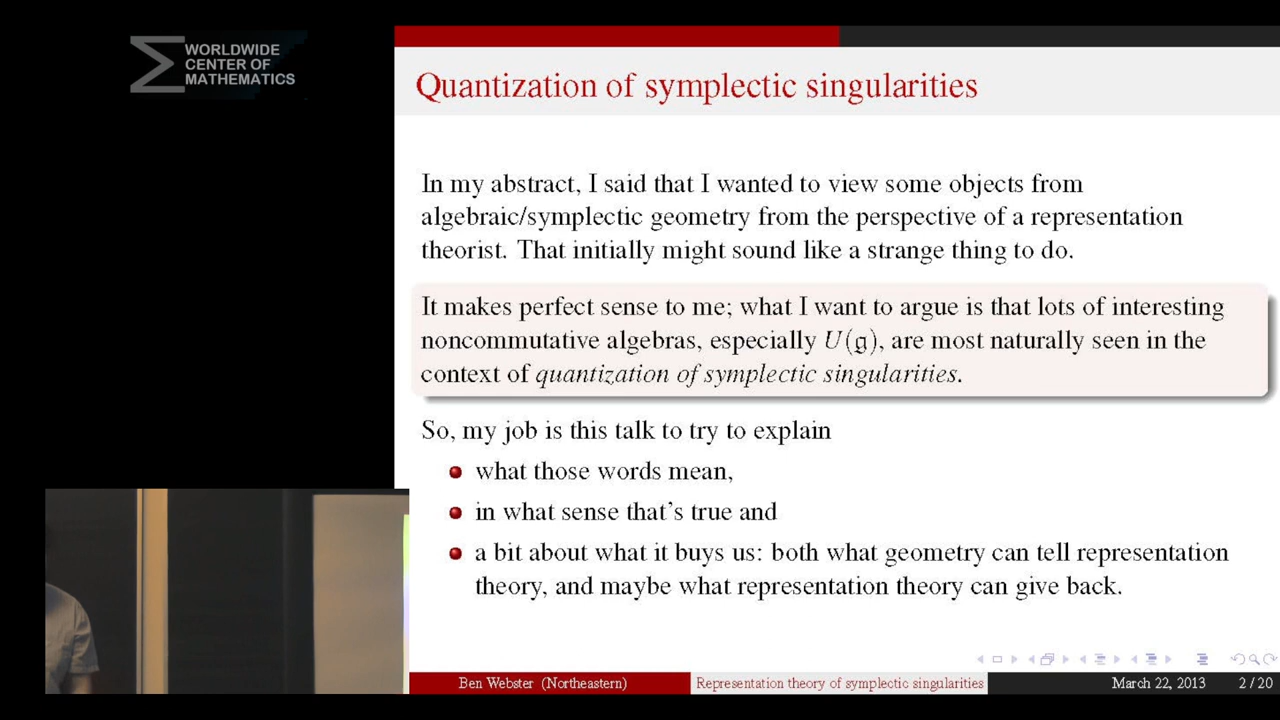 WORLDWIDE
CENTER OF
MATHEMATICS
Quantization of symplectic singularities
In my abstract, I said that I wanted to view some objects from
algebraic/symplectic geometry from the perspective of a representation
theorist. That initially might sound like a strange thing to do.
It makes perfect sense to me; what I want to argue is that lots of interesting
noncommutative algebras, especially U(𝔤), are most naturally seen in the
context of quantization of symplectic singularities.
So, my job is this talk to try to explain
what those words mean,
in what sense that's true and
a bit about what it buys us: both what geometry can tell representation
theory, and maybe what representation theory can give back.
Ben Webster (Northeastern)
Representation theory of symplectic singularities
March 22, 2013
2 / 20